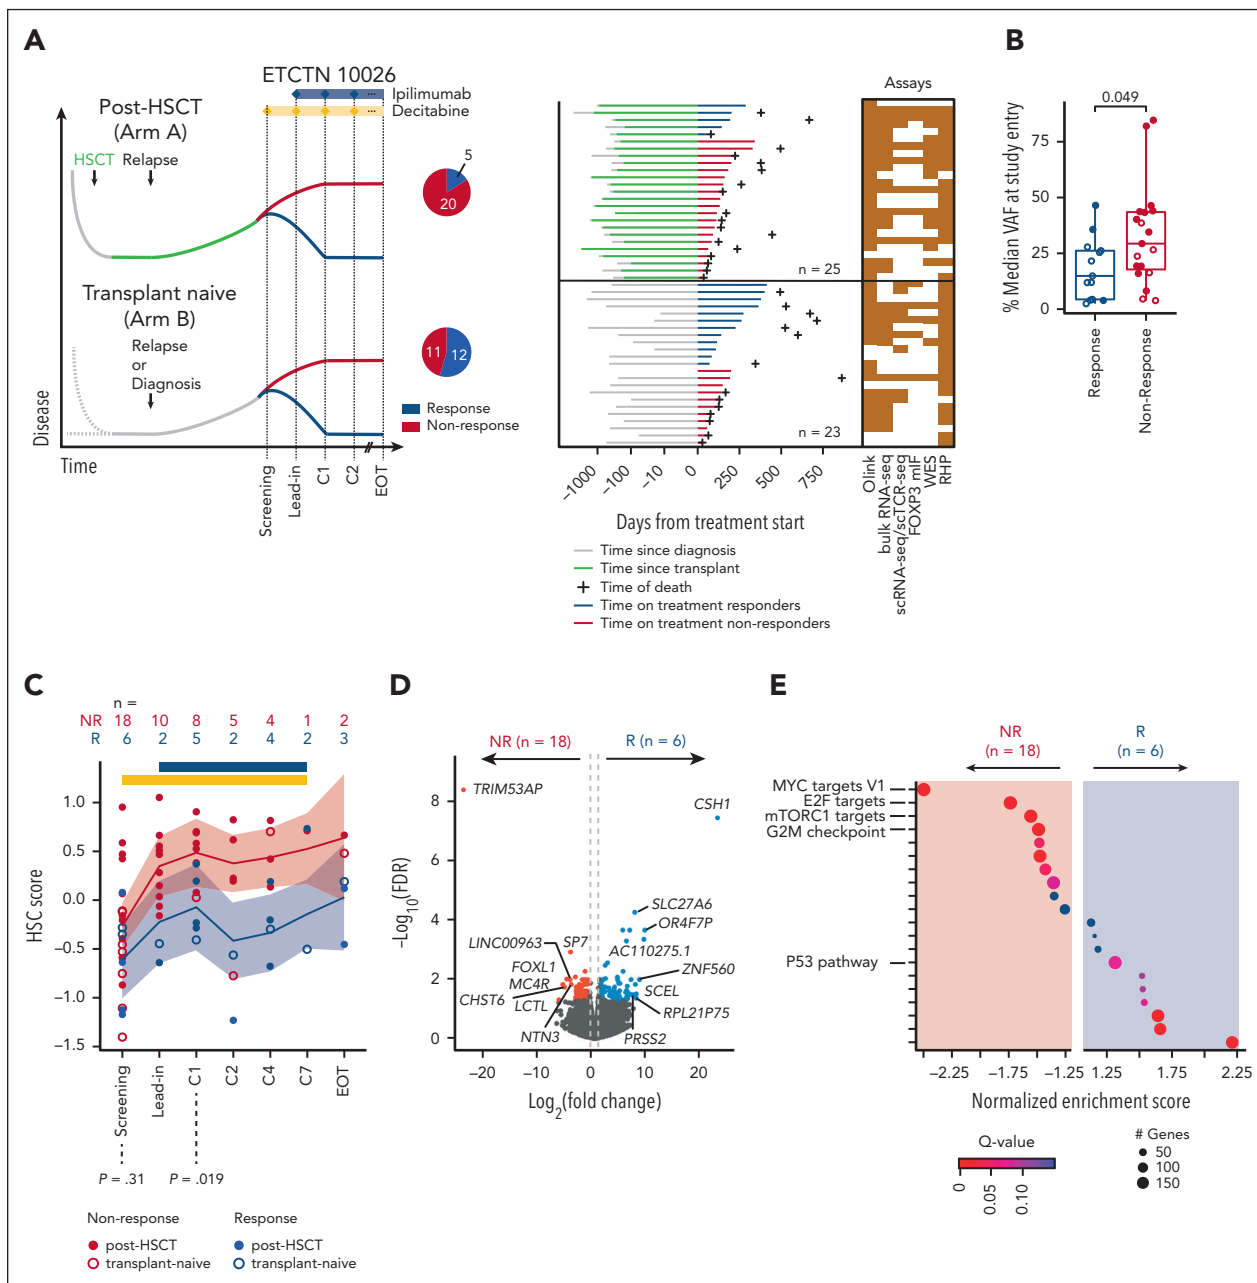 A
ETCTN 10026
Ipilimumab
Decitabine
Post-HSCT
(Arm A)
HSCT
Relapse
5
20
Transplant naive
(Arm B)
Relapse
or
Diagnosis
11
12
Response
Non-response
Disease
Time
Screening
Lead-in
C1
C2
EOT
n = 25
n = 23
–1000
–500
0
250
500
750
Days from treatment start
Time since diagnosis
Time since transplant
Time of death
Time on treatment responders
Time on treatment non-responders
Assays
Olink
bulk RNA-seq
scRNA-seq/scTCR-seq
FOXP3 mIF
WES
RHP
B
0.049
% Median VAF at study entry
75
50
25
0
Response
Non-Response
C
n =
NR 18 10 8 5 4 1 2
R 6 2 5 2 4 2 3
HSC score
1.0
0.5
0.0
–0.5
–1.0
–1.5
Screening
Lead-in
C1
C2
C4
C7
EOT
P = .31
P = .019
Non-response
post-HSCT
transplant-naive
Response
post-HSCT
transplant-naive
D
NR (n = 18)
R (n = 6)
TRIM53AP
CSH1
SLC27A6
OR4F7P
LINC00963
SP7
AC110275.1
FOXL1
ZNF560
MC4R
SCEL
CHST6
LCTL
RPL21P75
NTN3
PRSS2
–Log10(FDR)
8
6
4
2
0
–20
–10
0
10
20
Log2(fold change)
E
NR
(n = 18)
R
(n = 6)
MYC targets V1
E2F targets
mTORC1 targets
G2M checkpoint
P53 pathway
–2.25
–1.75
–1.25
1.25
1.75
2.25
Normalized enrichment score
Q-value
0
0.05
0.10
# Genes
50
100
150